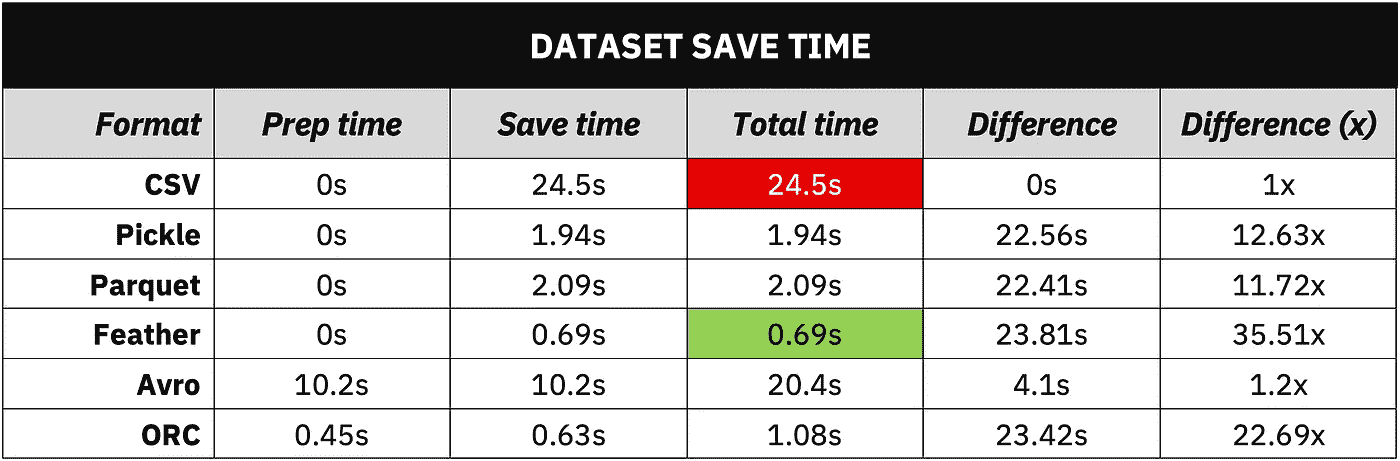 DATASET SAVE TIME
Format Prep time Save time Total time Difference Difference (x)
CSV 0s 24.5s 24.5s 0s 1x
Pickle 0s 1.94s 1.94s 22.56s 12.63x
Parquet 0s 2.09s 2.09s 22.41s 11.72x
Feather 0s 0.69s 0.69s 23.81s 35.51x
Avro 10.2s 10.2s 20.4s 4.1s 1.2x
ORC 0.45s 0.63s 1.08s 23.42s 22.69x